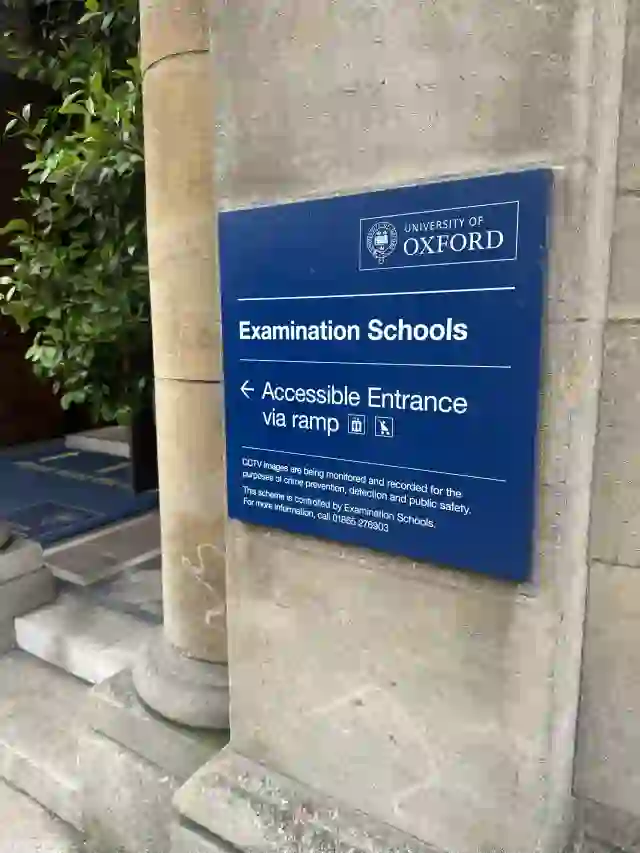 UNIVERSITY OF
OXFORD
Examination Schools
← Accessible Entrance
via ramp
CCTV images are being monitored and recorded for the
purposes of crime prevention, detection and public safety.
This scheme is controlled by Examination Schools.
For more information, call 01865 276903